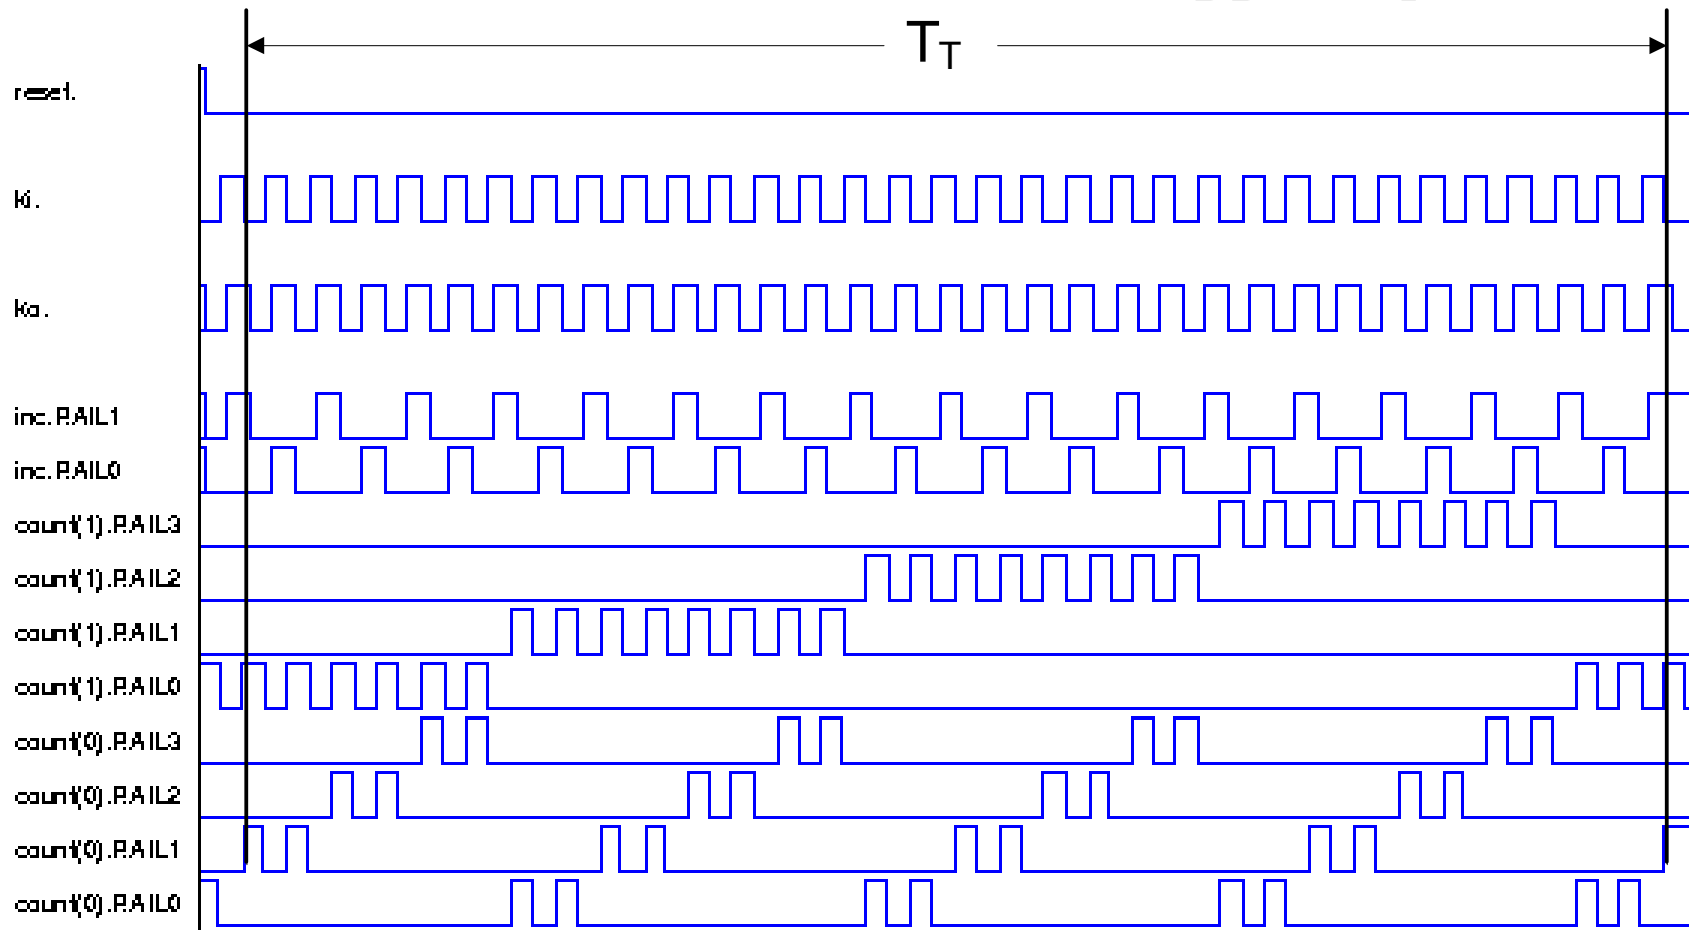 TT
reset.
ki.
ko.
inc.RAIL1
inc.RAIL0
count(1).RAIL3
count(1).RAIL2
count(1).RAIL1
count(1).RAIL0
count(0).RAIL3
count(0).RAIL2
count(0).RAIL1
count(0).RAIL0